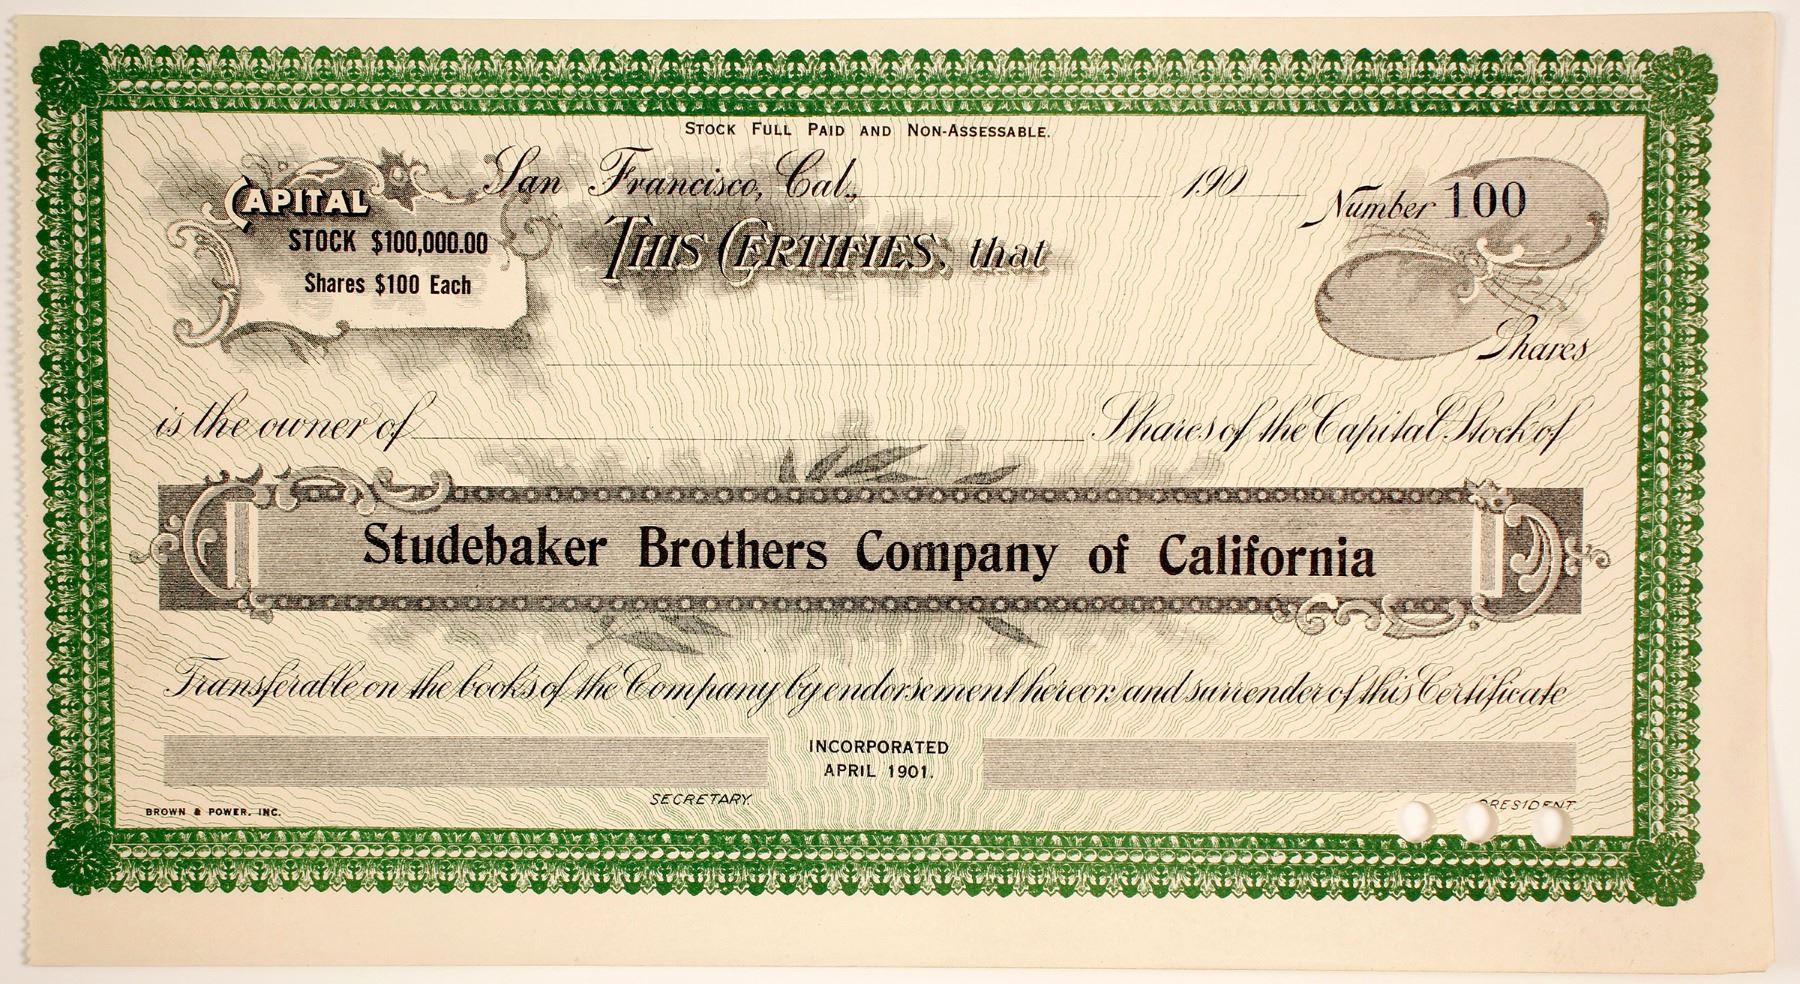 STOCK FULL PAID AND NON-ASSESSABLE.
San Francisco, Cal., 190
Number 100
CAPITAL
STOCK $100,000.00
Shares $100 Each
THIS CERTIFIES, that
Shares
is the owner of Shares of the Capital Stock of
Studebaker Brothers Company of California
Transferable on the books of the Company by endorsement hereon and surrender of this Certificate
INCORPORATED
APRIL 1901.
SECRETARY.
PRESIDENT
BROWN & POWER, INC.